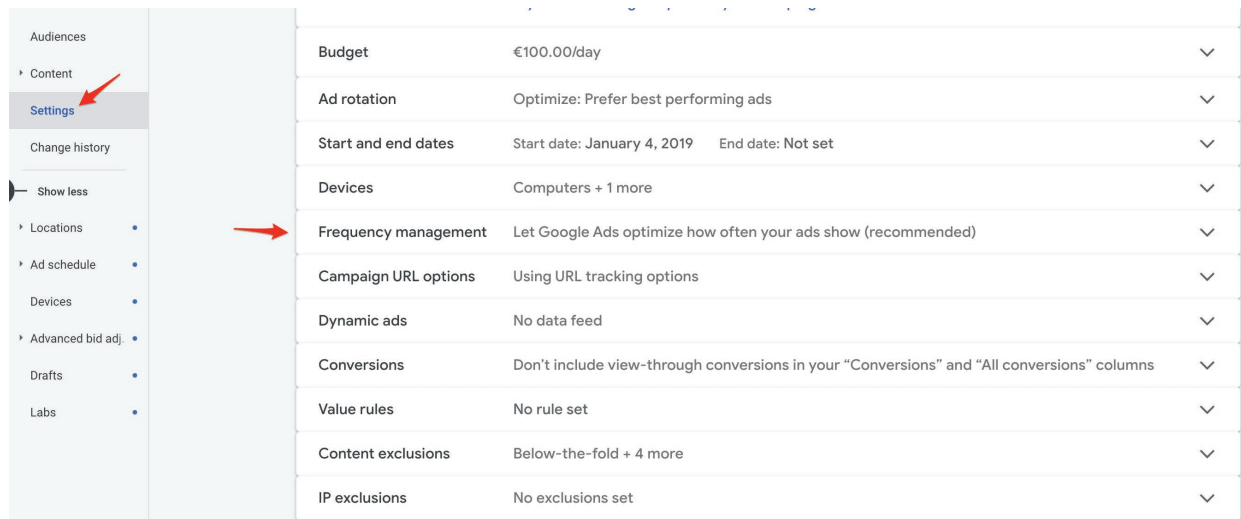 Audiences
Content
Settings
Change history
Show less
Locations
Ad schedule
Devices
Advanced bid adj.
Drafts
Labs
Budget €100.00/day
Ad rotation Optimize: Prefer best performing ads
Start and end dates Start date: January 4, 2019 End date: Not set
Devices Computers + 1 more
Frequency management Let Google Ads optimize how often your ads show (recommended)
Campaign URL options Using URL tracking options
Dynamic ads No data feed
Conversions Don't include view-through conversions in your “Conversions” and “All conversions” columns
Value rules No rule set
Content exclusions Below-the-fold + 4 more
IP exclusions No exclusions set